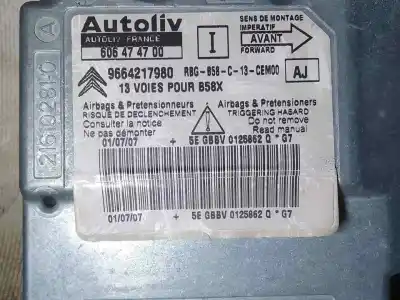 Autoliv
AUTOLIV-FRANCE
606 47 47 00
I
SENS DE MONTAGE
IMPERATIF
AVANT
FORWARD
9664217980
RBG-B58-C-13-CEM00
AJ
13 VOIES POUR B58X
Airbags & Pretensionneurs
RISQUE DE DECLENCHEMENT
Consulter la notice
Ne pas démonter
Airbags & Pretensioners
TRIGGERING HASARD
Do not remove
Read manual
01/07/07 + 5E GBBV 0125862 Q * G7
01/07/07 + 5E GBBV 0125862 Q * G7
A